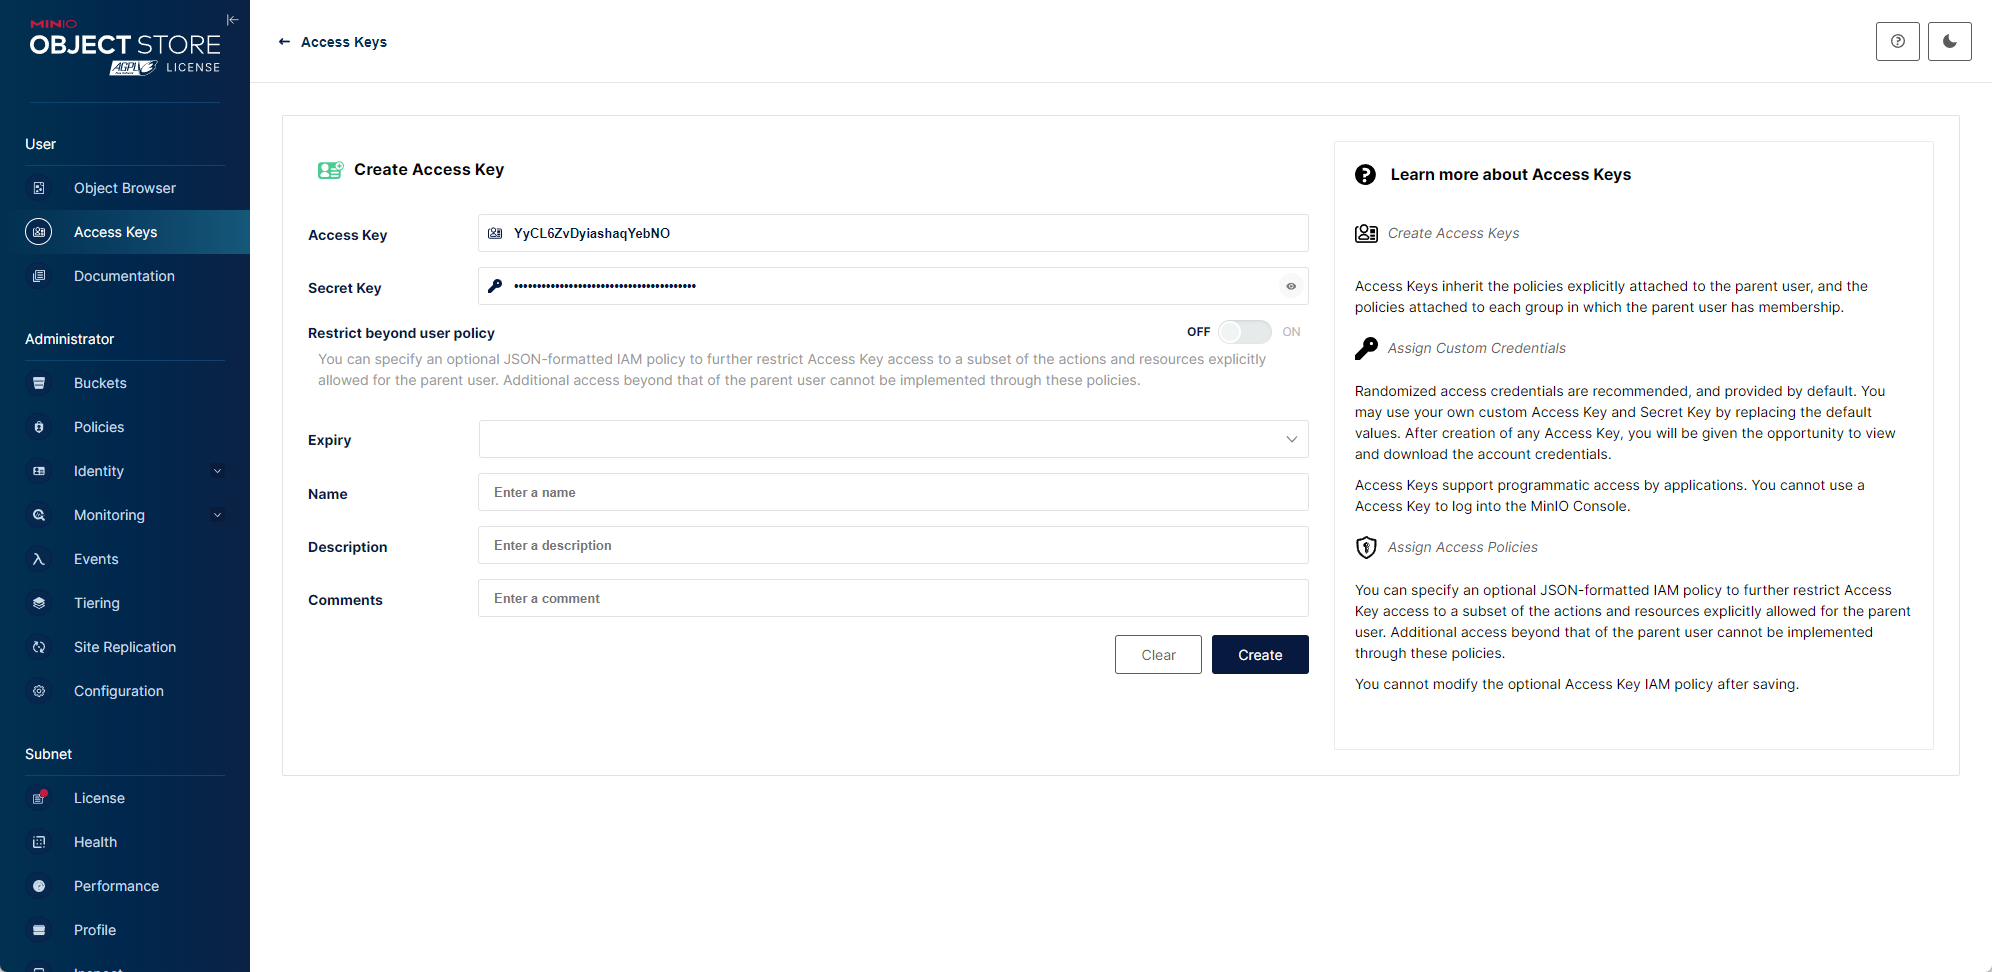 MINIO
OBJECT STORE
AGPLv3 LICENSE
User
Object Browser
Access Keys
Documentation
Administrator
Buckets
Policies
Identity
Monitoring
Events
Tiering
Site Replication
Configuration
Subnet
License
Health
Performance
Profile
Access Keys
Create Access Key
Access Key
YyCL6ZvDyiashaqYebNO
Secret Key
••••••••••••••••••••••••••••••••••••••••
Restrict beyond user policy
OFF ON
You can specify an optional JSON-formatted IAM policy to further restrict Access Key access to a subset of the actions and resources explicitly
allowed for the parent user. Additional access beyond that of the parent user cannot be implemented through these policies.
Expiry
Name
Enter a name
Description
Enter a description
Comments
Enter a comment
Clear
Create
Learn more about Access Keys
Create Access Keys
Access Keys inherit the policies explicitly attached to the parent user, and the
policies attached to each group in which the parent user has membership.
Assign Custom Credentials
Randomized access credentials are recommended, and provided by default. You
may use your own custom Access Key and Secret Key by replacing the default
values. After creation of any Access Key, you will be given the opportunity to view
and download the account credentials.
Access Keys support programmatic access by applications. You cannot use a
Access Key to log into the MinIO Console.
Assign Access Policies
You can specify an optional JSON-formatted IAM policy to further restrict Access
Key access to a subset of the actions and resources explicitly allowed for the parent
user. Additional access beyond that of the parent user cannot be implemented
through these policies.
You cannot modify the optional Access Key IAM policy after saving.